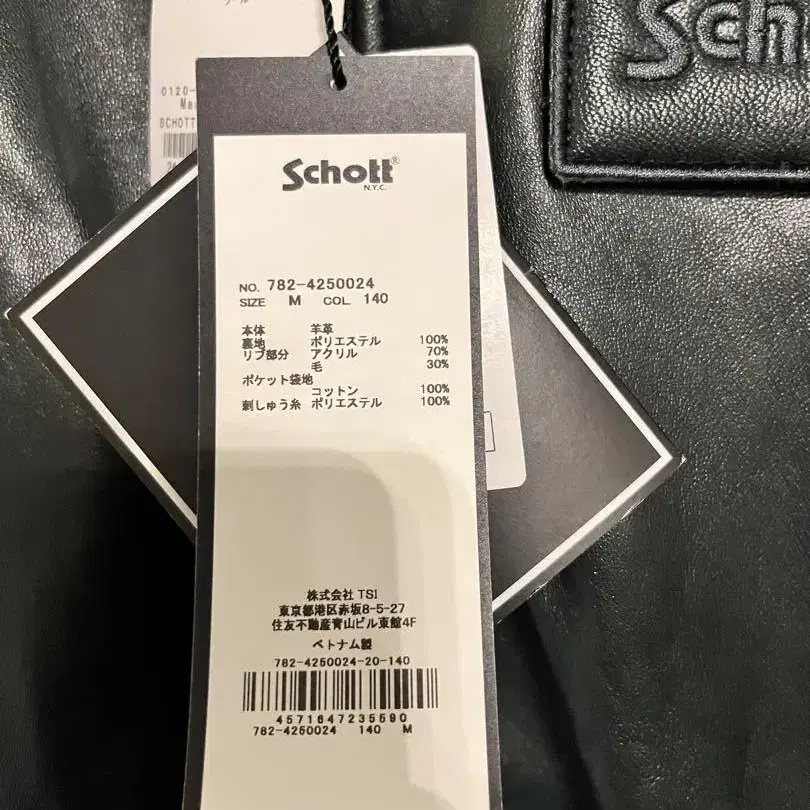 0120-
SCHOTT
Scho
Schott®
N.Y.C.
NO. 782-4250024
SIZE M COL. 140
本体 羊革
裏地 ポリエステル 100%
リブ部分 アクリル 70%
毛 30%
ポケット袋地
コットン 100%
刺しゅう糸 ポリエステル 100%
株式会社 TSI
東京都港区赤坂8-5-27
住友不動産青山ビル東館4F
ベトナム製
782-4250024-20-140
4571647235590
782-4250024 140 M